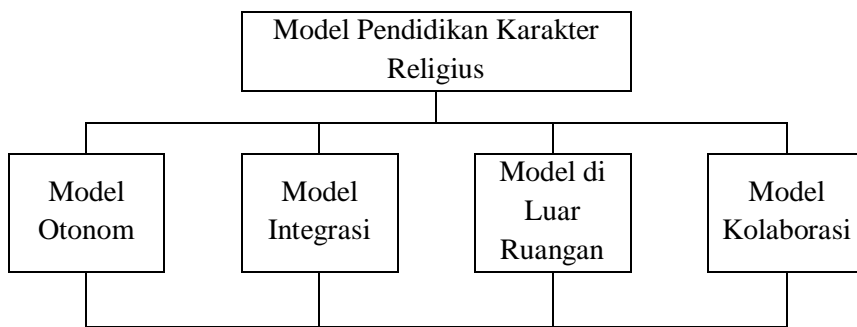 Model Pendidikan Karakter
Religius
Model
Otonom
Model
Integrasi
Model di
Luar
Ruangan
Model
Kolaborasi